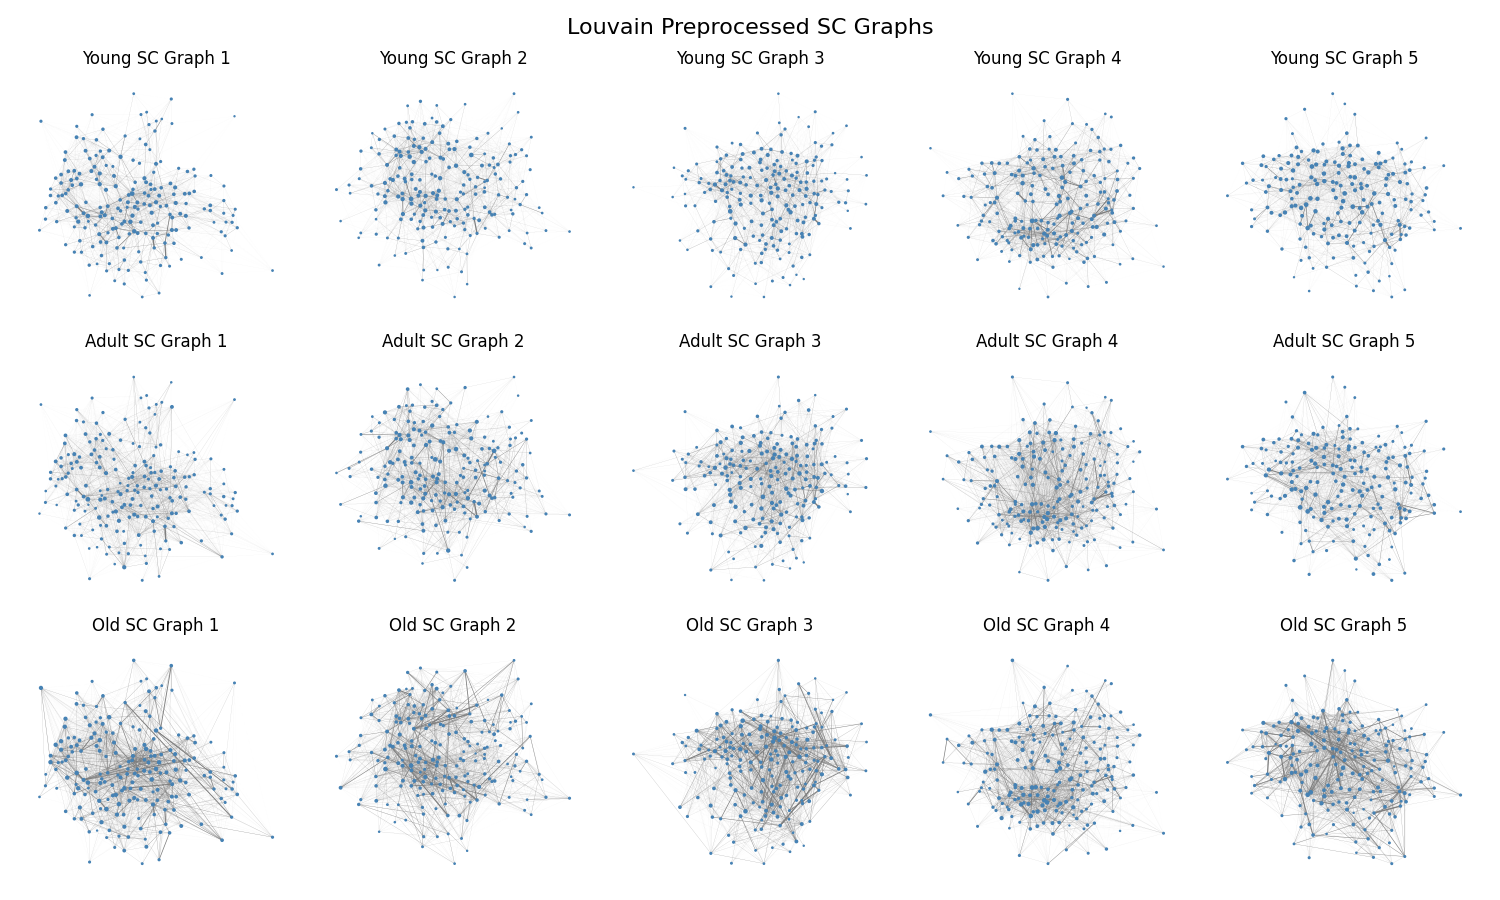 Louvain Preprocessed SC Graphs
Young SC Graph 1
Young SC Graph 2
Young SC Graph 3
Young SC Graph 4
Young SC Graph 5
Adult SC Graph 1
Adult SC Graph 2
Adult SC Graph 3
Adult SC Graph 4
Adult SC Graph 5
Old SC Graph 1
Old SC Graph 2
Old SC Graph 3
Old SC Graph 4
Old SC Graph 5